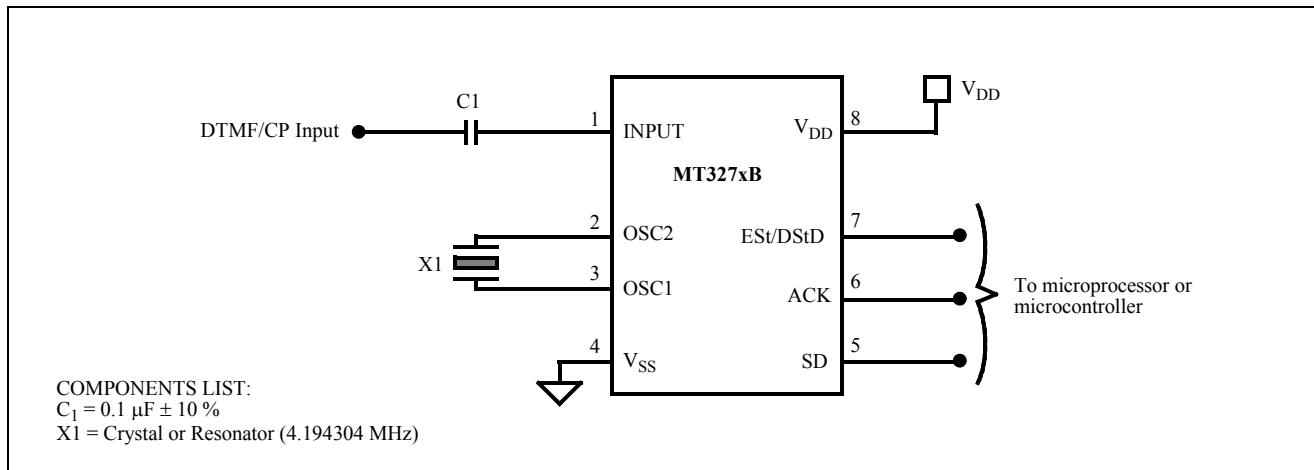 C1
DTMF/CP Input
1
INPUT
V_DD
8
V_DD
MT327xB
2
OSC2
ESt/DStD
7
X1
3
OSC1
ACK
6
To microprocessor or
microcontroller
4
V_SS
SD
5
COMPONENTS LIST:
C_1 = 0.1 μF ± 10 %
X1 = Crystal or Resonator (4.194304 MHz)